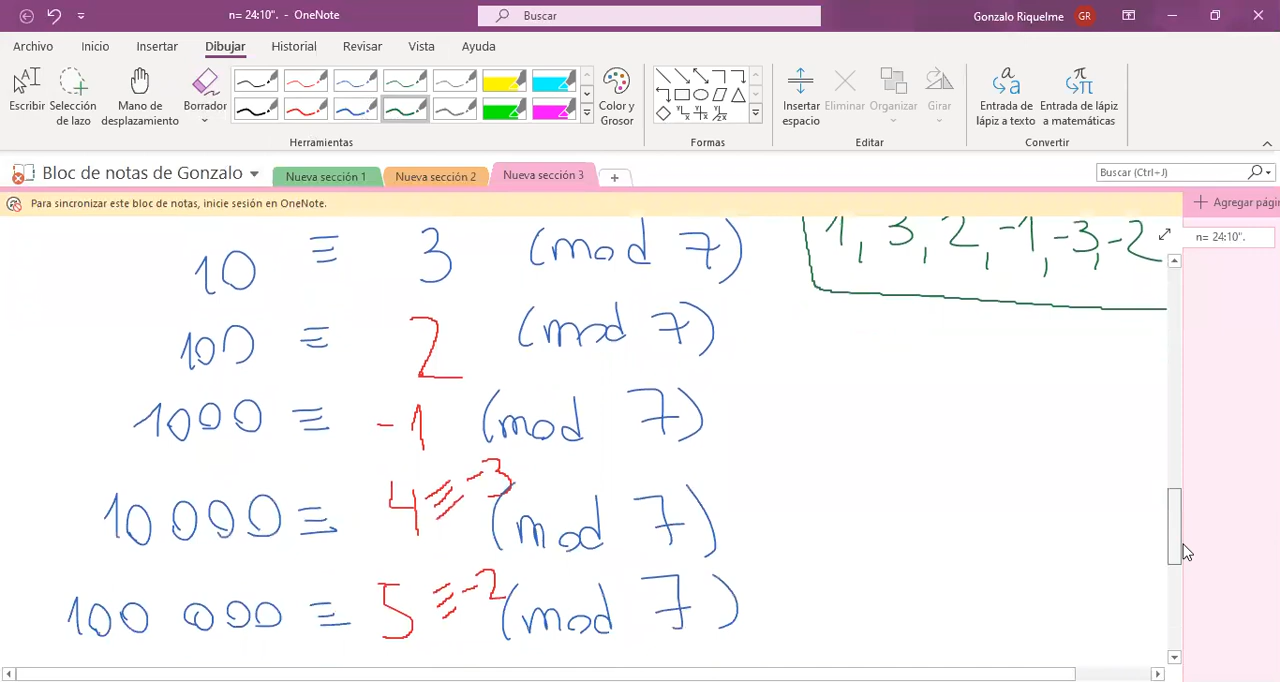 n= 24:10". - OneNote
Buscar
Gonzalo Riquelme
GR
Archivo
Inicio
Insertar
Dibujar
Historial
Revisar
Vista
Ayuda
Escribir
Selección de lazo
Mano de desplazamiento
Borrador
Color y Grosor
Insertar espacio
Eliminar
Organizar
Girar
Entrada de lápiz a texto
Entrada de lápiz a matemáticas
Herramientas
Formas
Editar
Convertir
Bloc de notas de Gonzalo
Nueva sección 1
Nueva sección 2
Nueva sección 3
Buscar (Ctrl+J)
Para sincronizar este bloc de notas, inicie sesión en OneNote.
Agregar págin
n= 24:10".
1, 3, 2, -1, -3, -2
10 ≡ 3 (mod 7)
100 ≡ 2 (mod 7)
1000 ≡ -1 (mod 7)
10 000 ≡ 4 ≡ -3 (mod 7)
100 000 ≡ 5 ≡ -2 (mod 7)